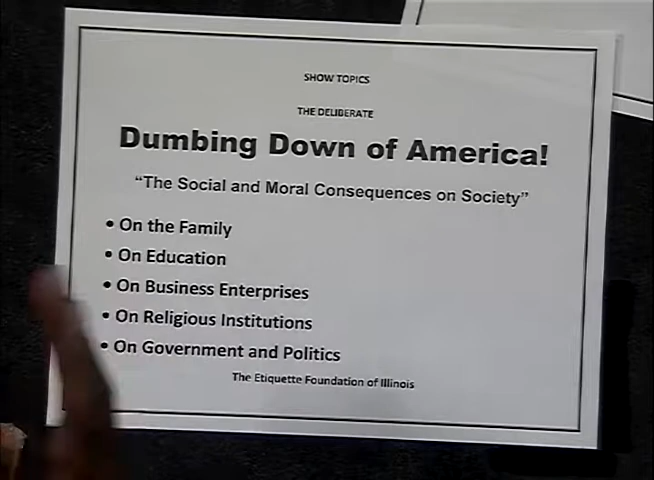 SHOW TOPICS
THE DELIBERATE
Dumbing Down of America!
“The Social and Moral Consequences on Society”
• On the Family
• On Education
• On Business Enterprises
• On Religious Institutions
• On Government and Politics
The Etiquette Foundation of Illinois